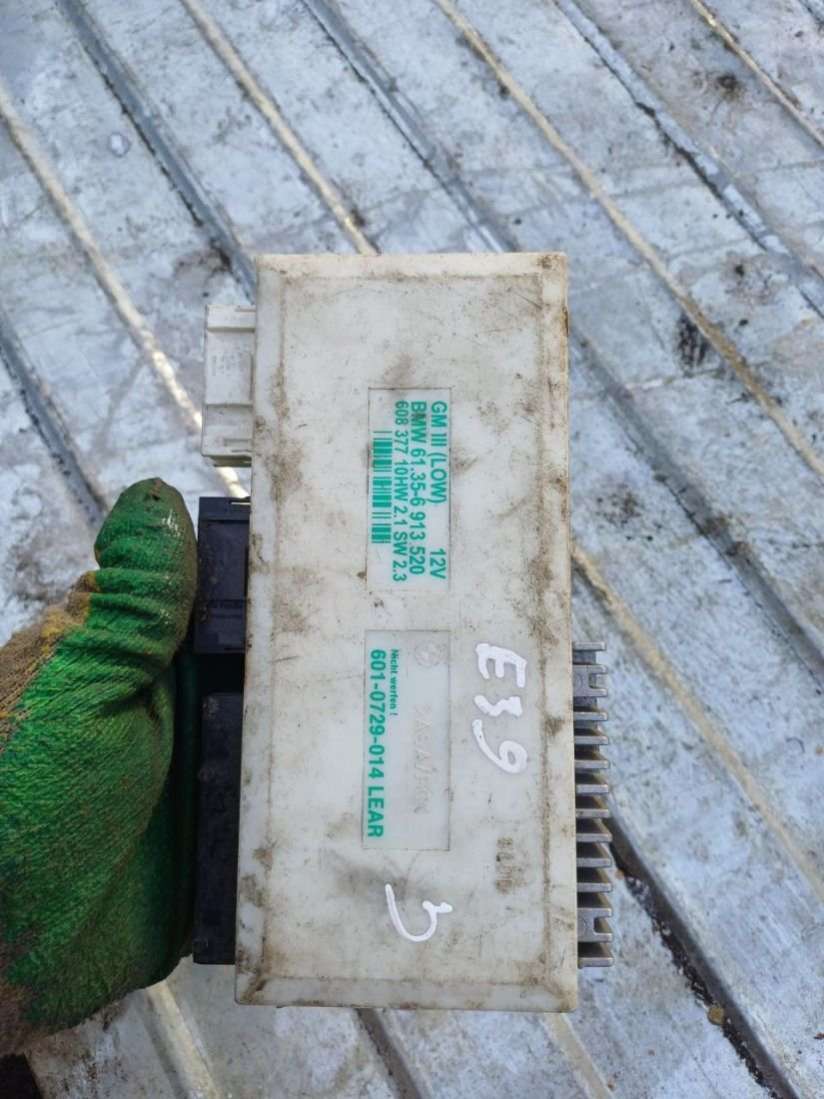 GM III (LOW) 12V
BMW 61.35-6 913 520
608 377 10HW 2.1 SW 2.3
Nicht werfen !
601-0729-014 LEAR
E39